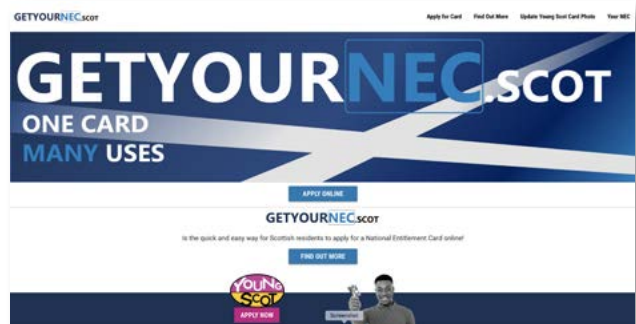 GETYOURNEC.SCOT
Apply for Card Find Out More Update Young Scot Card Photo Your NEC
GETYOURNEC.SCOT
ONE CARD
MANY USES
APPLY ONLINE
GETYOURNEC.SCOT
Is the quick and easy way for Scottish residents to apply for a National Entitlement Card online!
FIND OUT MORE
YOUNG
SCOT
APPLY NOW
Screenshot